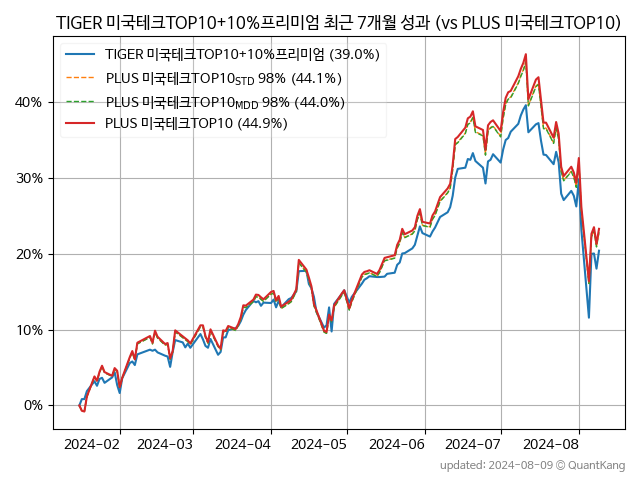 TIGER 미국테크TOP10+10%프리미엄 최근 7개월 성과 (vs PLUS 미국테크TOP10)
TIGER 미국테크TOP10+10%프리미엄 (39.0%)
PLUS 미국테크TOP10STD 98% (44.1%)
PLUS 미국테크TOP10MDD 98% (44.0%)
PLUS 미국테크TOP10 (44.9%)
40%
30%
20%
10%
0%
2024-02 2024-03 2024-04 2024-05 2024-06 2024-07 2024-08
updated: 2024-08-09 © QuantKang